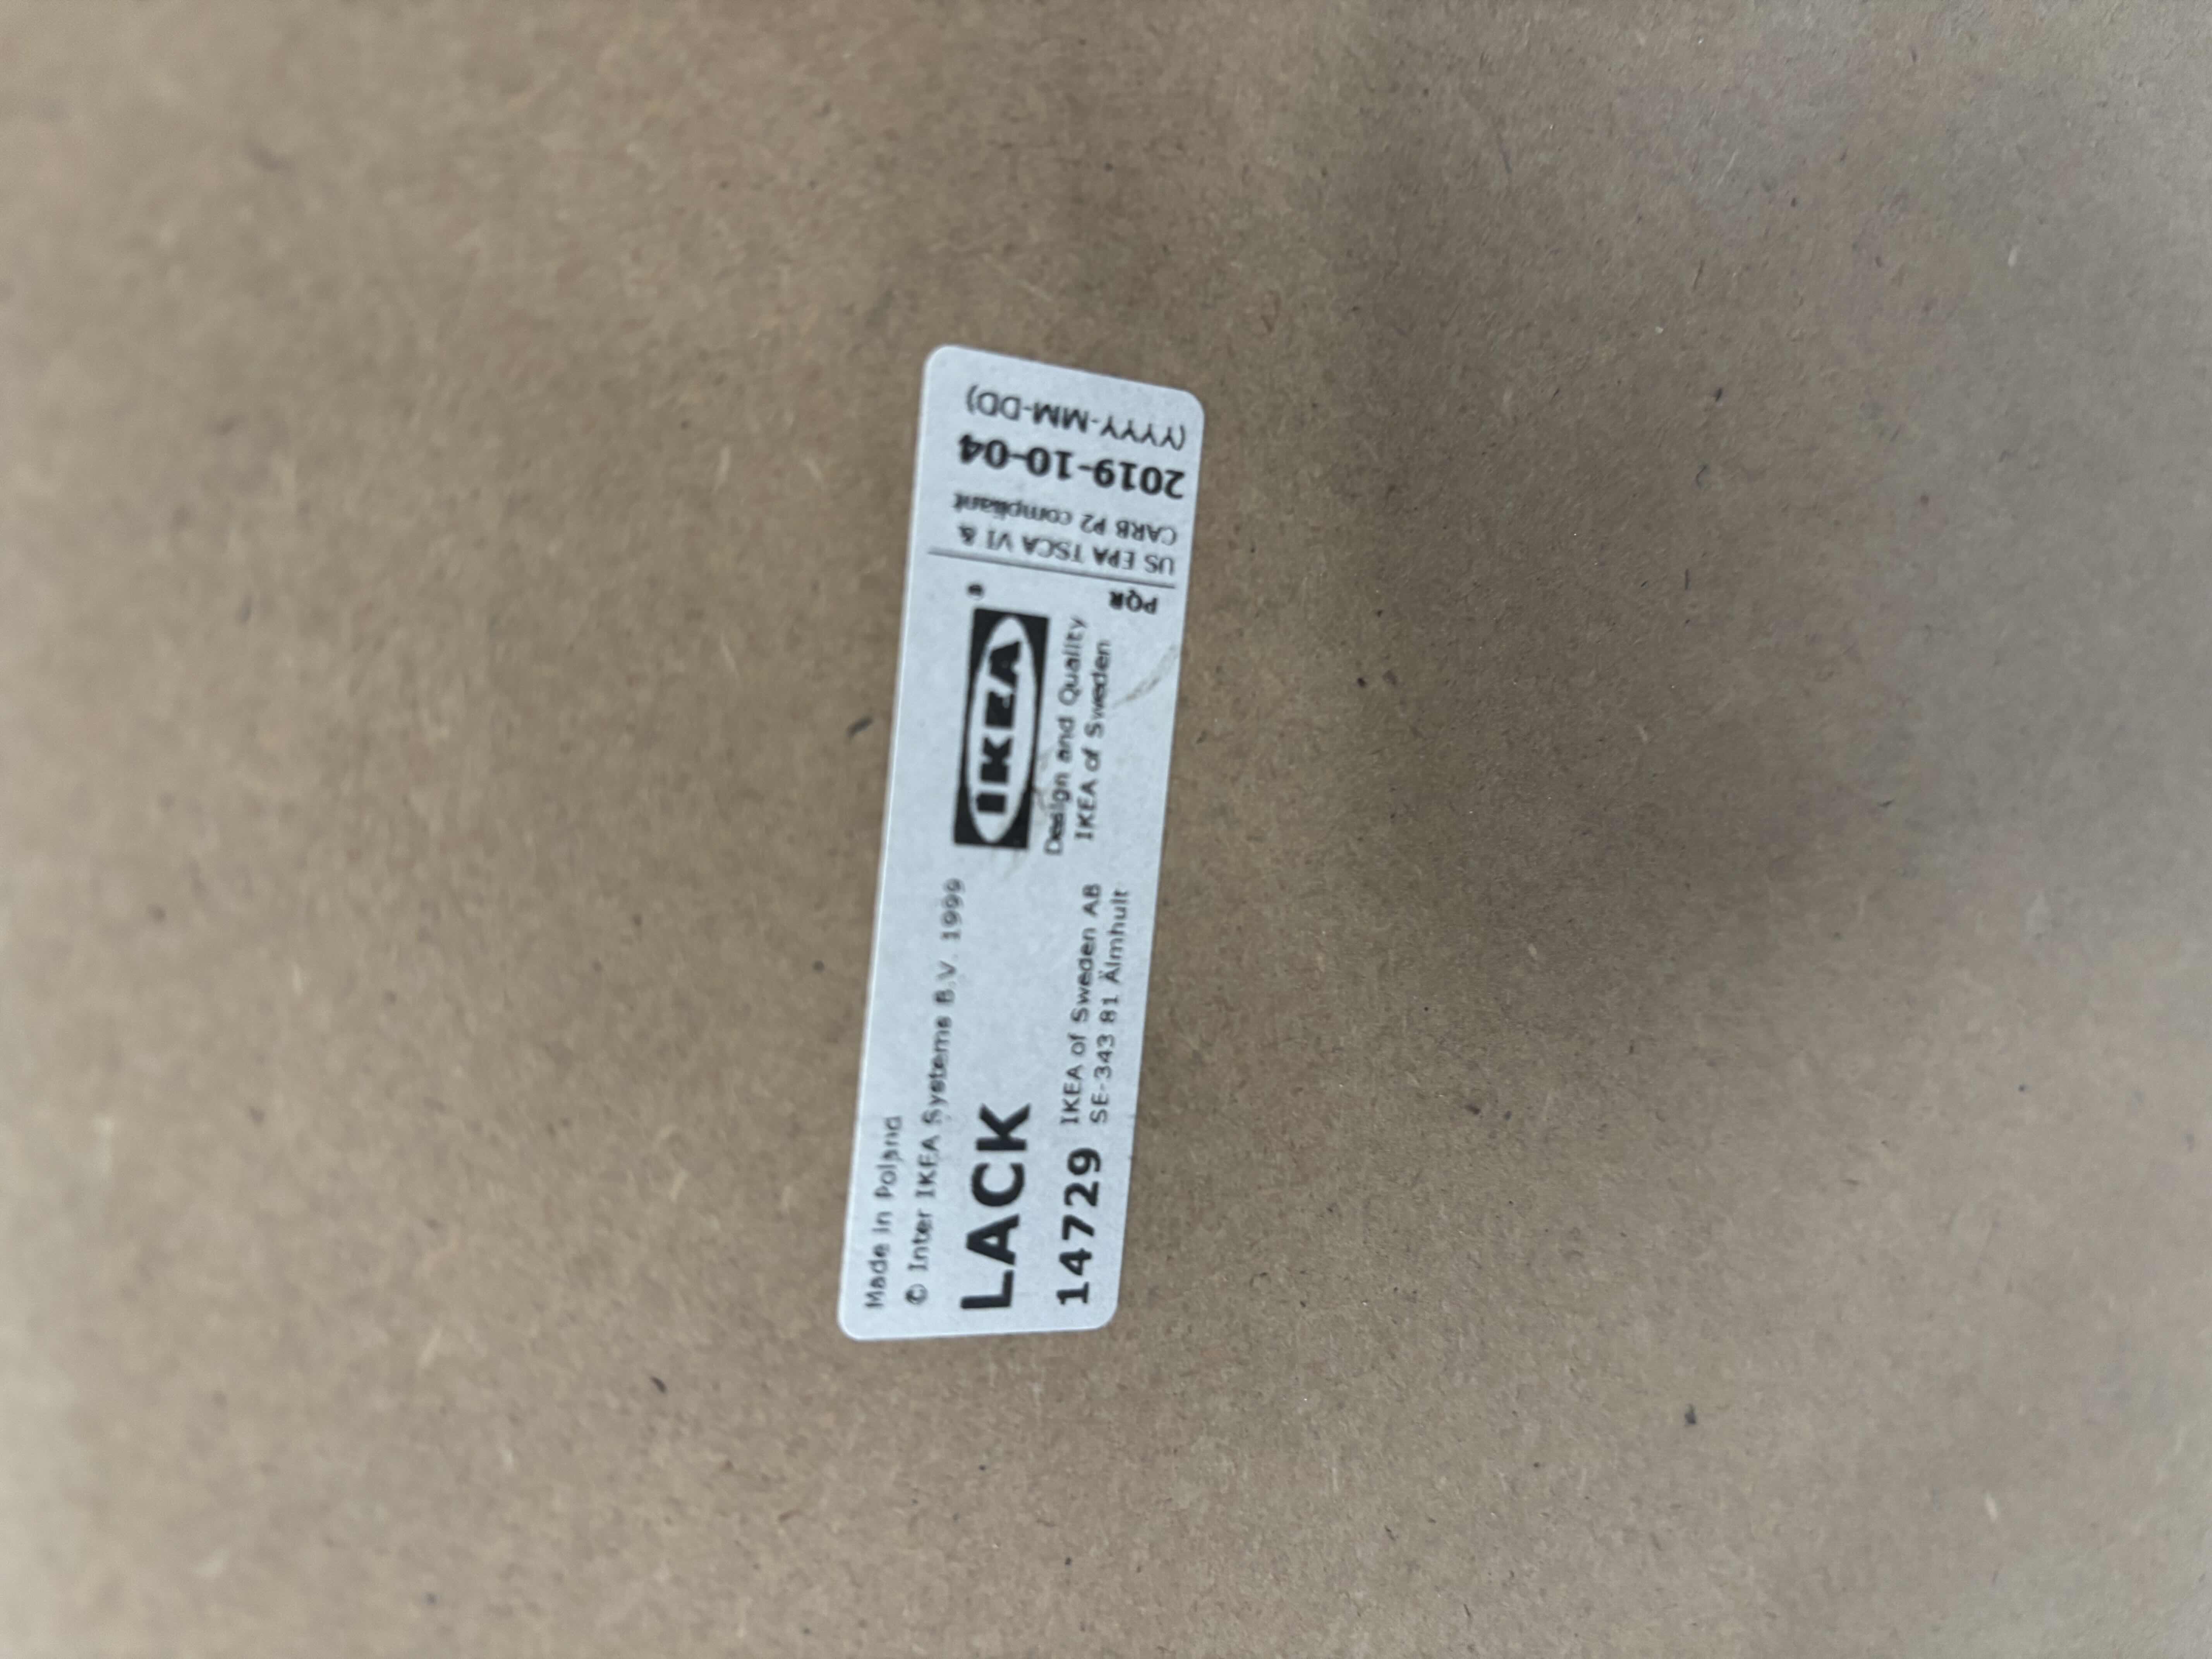 Made in Poland
© Inter IKEA Systems B.V. 1999
LACK
14729
IKEA of Sweden AB
SE-343 81 Älmhult
IKEA®
Design and Quality
IKEA of Sweden
PQR
US EPA TSCA VI &
CARB P2 compliant
2019-10-04
(YYYY-MM-DD)